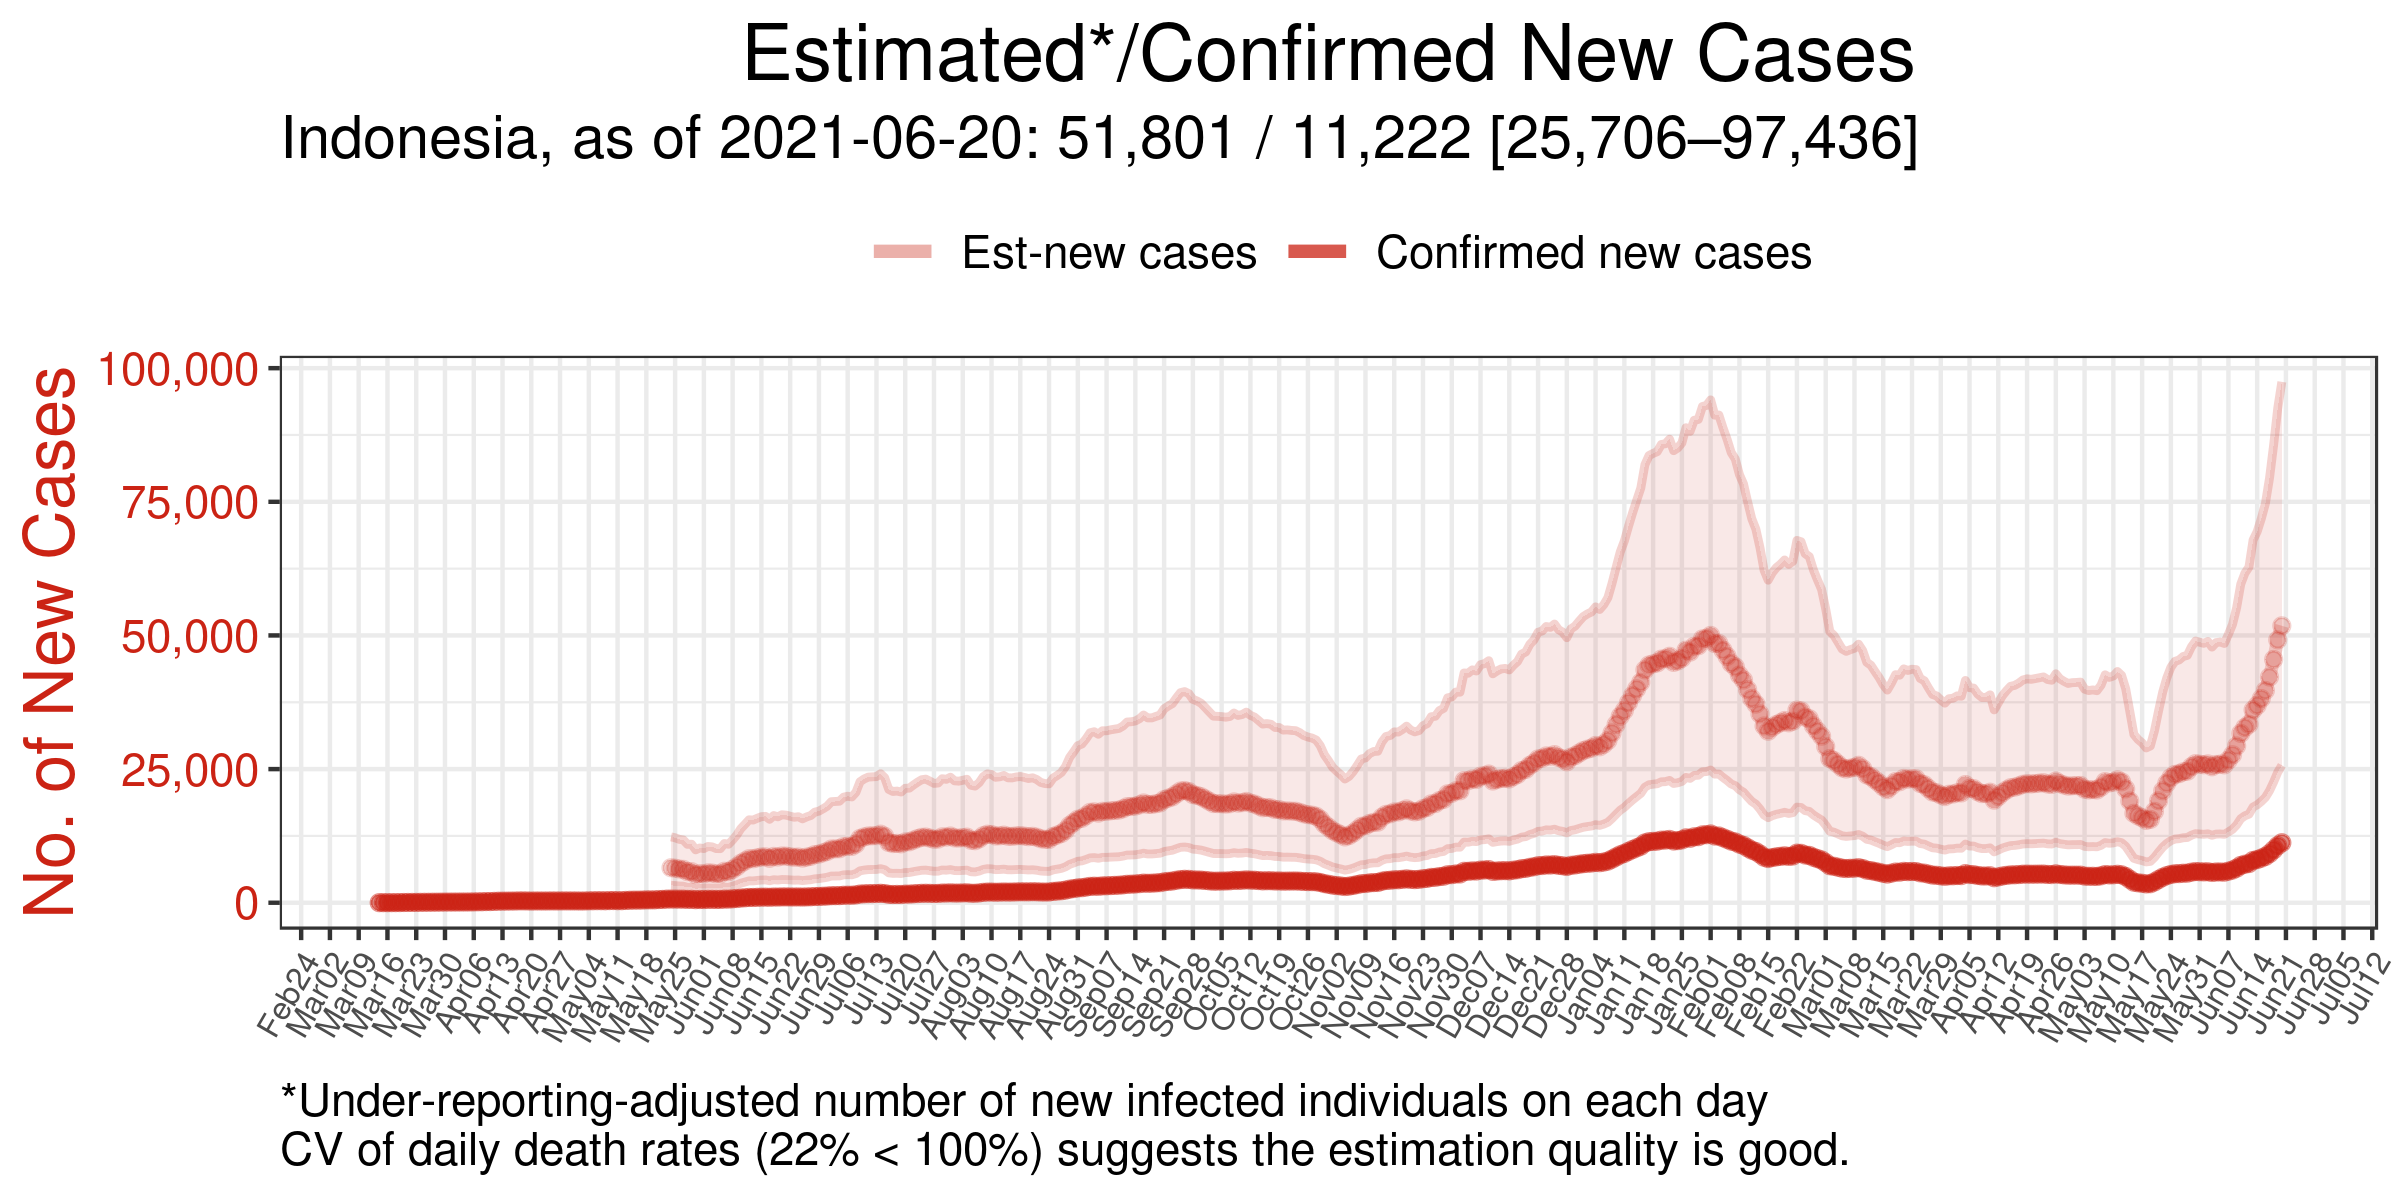 Estimated*/Confirmed New Cases
Indonesia, as of 2021-06-20: 51,801 / 11,222 [25,706–97,436]
Est-new cases
Confirmed new cases
No. of New Cases
100,000
75,000
50,000
25,000
0
Feb24
Mar02
Mar09
Mar16
Mar23
Mar30
Apr06
Apr13
Apr20
Apr27
May04
May11
May18
May25
Jun01
Jun08
Jun15
Jun22
Jun29
Jul06
Jul13
Jul20
Jul27
Aug03
Aug10
Aug17
Aug24
Aug31
Sep07
Sep14
Sep21
Sep28
Oct05
Oct12
Oct19
Oct26
Nov02
Nov09
Nov16
Nov23
Nov30
Dec07
Dec14
Dec21
Dec28
Jan04
Jan11
Jan18
Jan25
Feb01
Feb08
Feb15
Feb22
Mar01
Mar08
Mar15
Mar22
Mar29
Apr05
Apr12
Apr19
Apr26
May03
May10
May17
May24
May31
Jun07
Jun14
Jun21
Jun28
Jul05
Jul12
*Under-reporting-adjusted number of new infected individuals on each day
CV of daily death rates (22% < 100%) suggests the estimation quality is good.